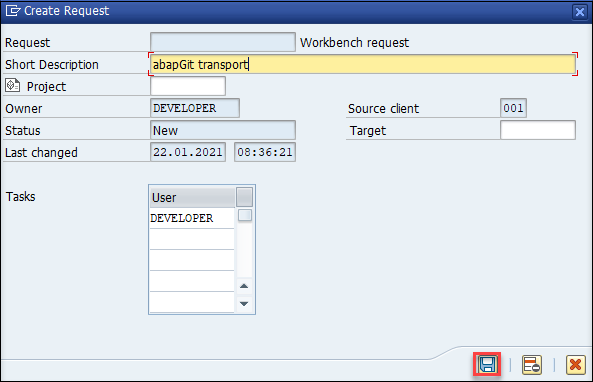 Create Request
Request Workbench request
Short Description abapGit transport
Project
Owner DEVELOPER Source client 001
Status New Target
Last changed 22.01.2021 08:36:21
Tasks User
DEVELOPER